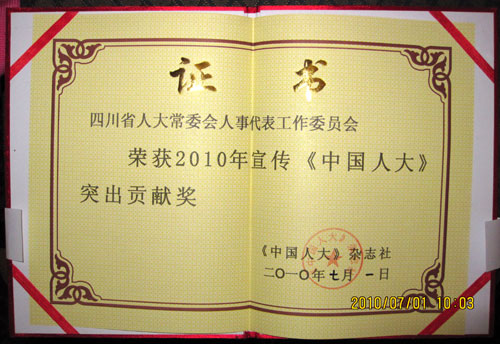 证书
四川省人大常委会人事代表工作委员会
荣获2010年宣传《中国人大》
突出贡献奖
《中国人大》杂志社
二○一○年七月一日
2010/07/01 10:03